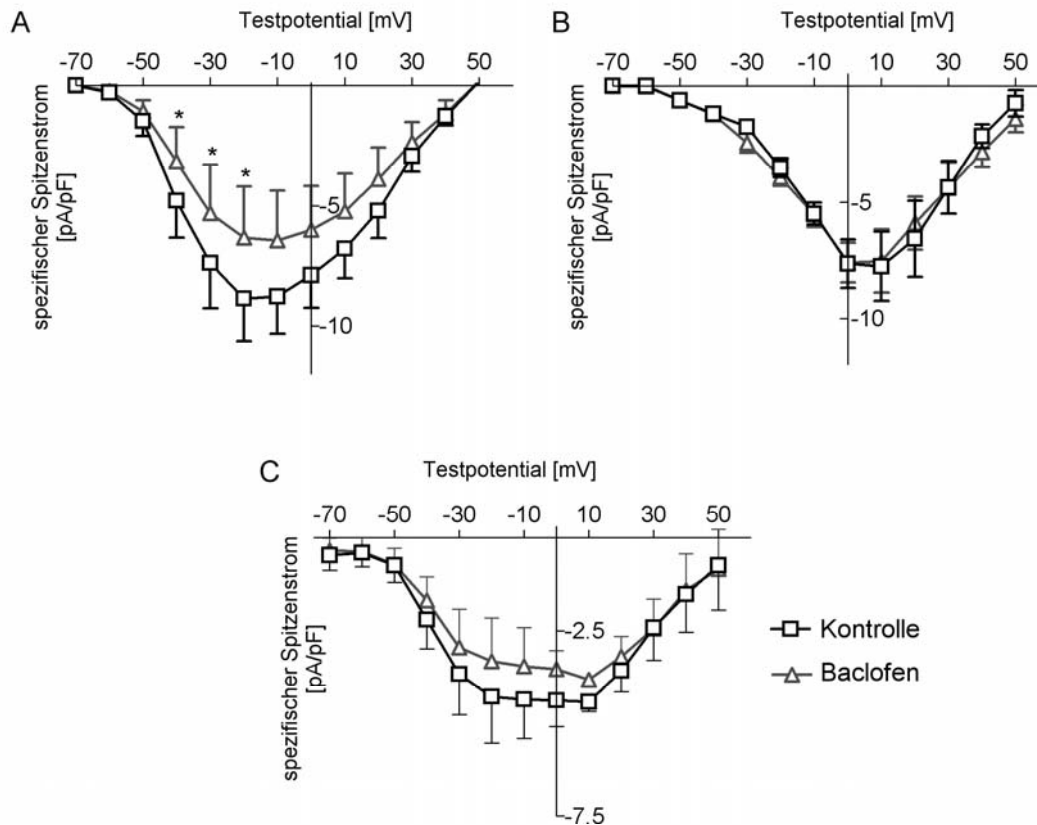 A
Testpotential [mV]
-70 -50 -30 -10 10 30 50
* * *
-5
-10
spezifischer Spitzenstrom
[pA/pF]
B
Testpotential [mV]
-70 -50 -30 -10 10 30 50
-5
-10
spezifischer Spitzenstrom
[pA/pF]
C
Testpotential [mV]
-70 -50 -30 -10 10 30 50
-2.5
-7.5
spezifischer Spitzenstrom
[pA/pF]
Kontrolle
Baclofen